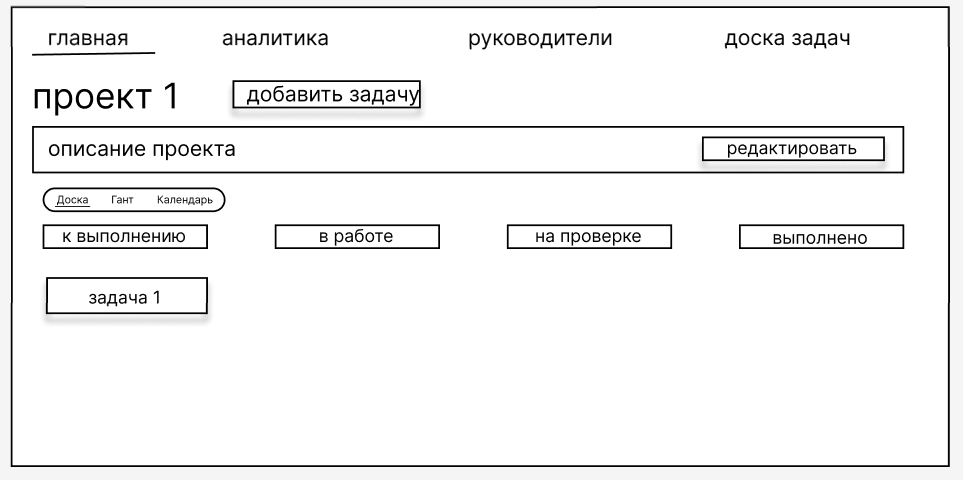 главная аналитика руководители доска задач
проект 1 добавить задачу
описание проекта редактировать
Доска Гант Календарь
к выполнению в работе на проверке выполнено
задача 1